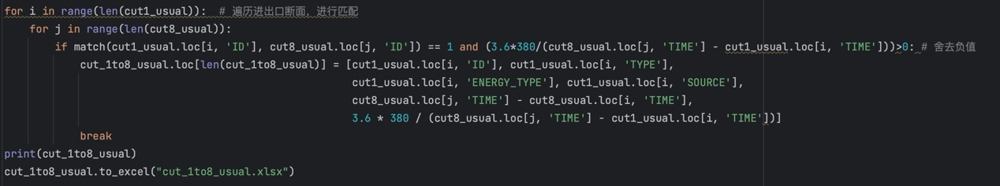 for i in range(len(cut1_usual)):  # 遍历进出口断面，进行匹配
    for j in range(len(cut8_usual)):
        if match(cut1_usual.loc[i, 'ID'], cut8_usual.loc[j, 'ID']) == 1 and (3.6*380/(cut8_usual.loc[j, 'TIME'] - cut1_usual.loc[i, 'TIME']))>0: # 舍去负值
            cut_1to8_usual.loc[len(cut_1to8_usual)] = [cut1_usual.loc[i, 'ID'], cut1_usual.loc[i, 'TYPE'],
                                                       cut1_usual.loc[i, 'ENERGY_TYPE'], cut1_usual.loc[i, 'SOURCE'],
                                                       cut8_usual.loc[j, 'TIME'] - cut8_usual.loc[i, 'TIME'],
                                                       3.6 * 380 / (cut8_usual.loc[j, 'TIME'] - cut1_usual.loc[i, 'TIME'])]
            break
print(cut_1to8_usual)
cut_1to8_usual.to_excel("cut_1to8_usual.xlsx")